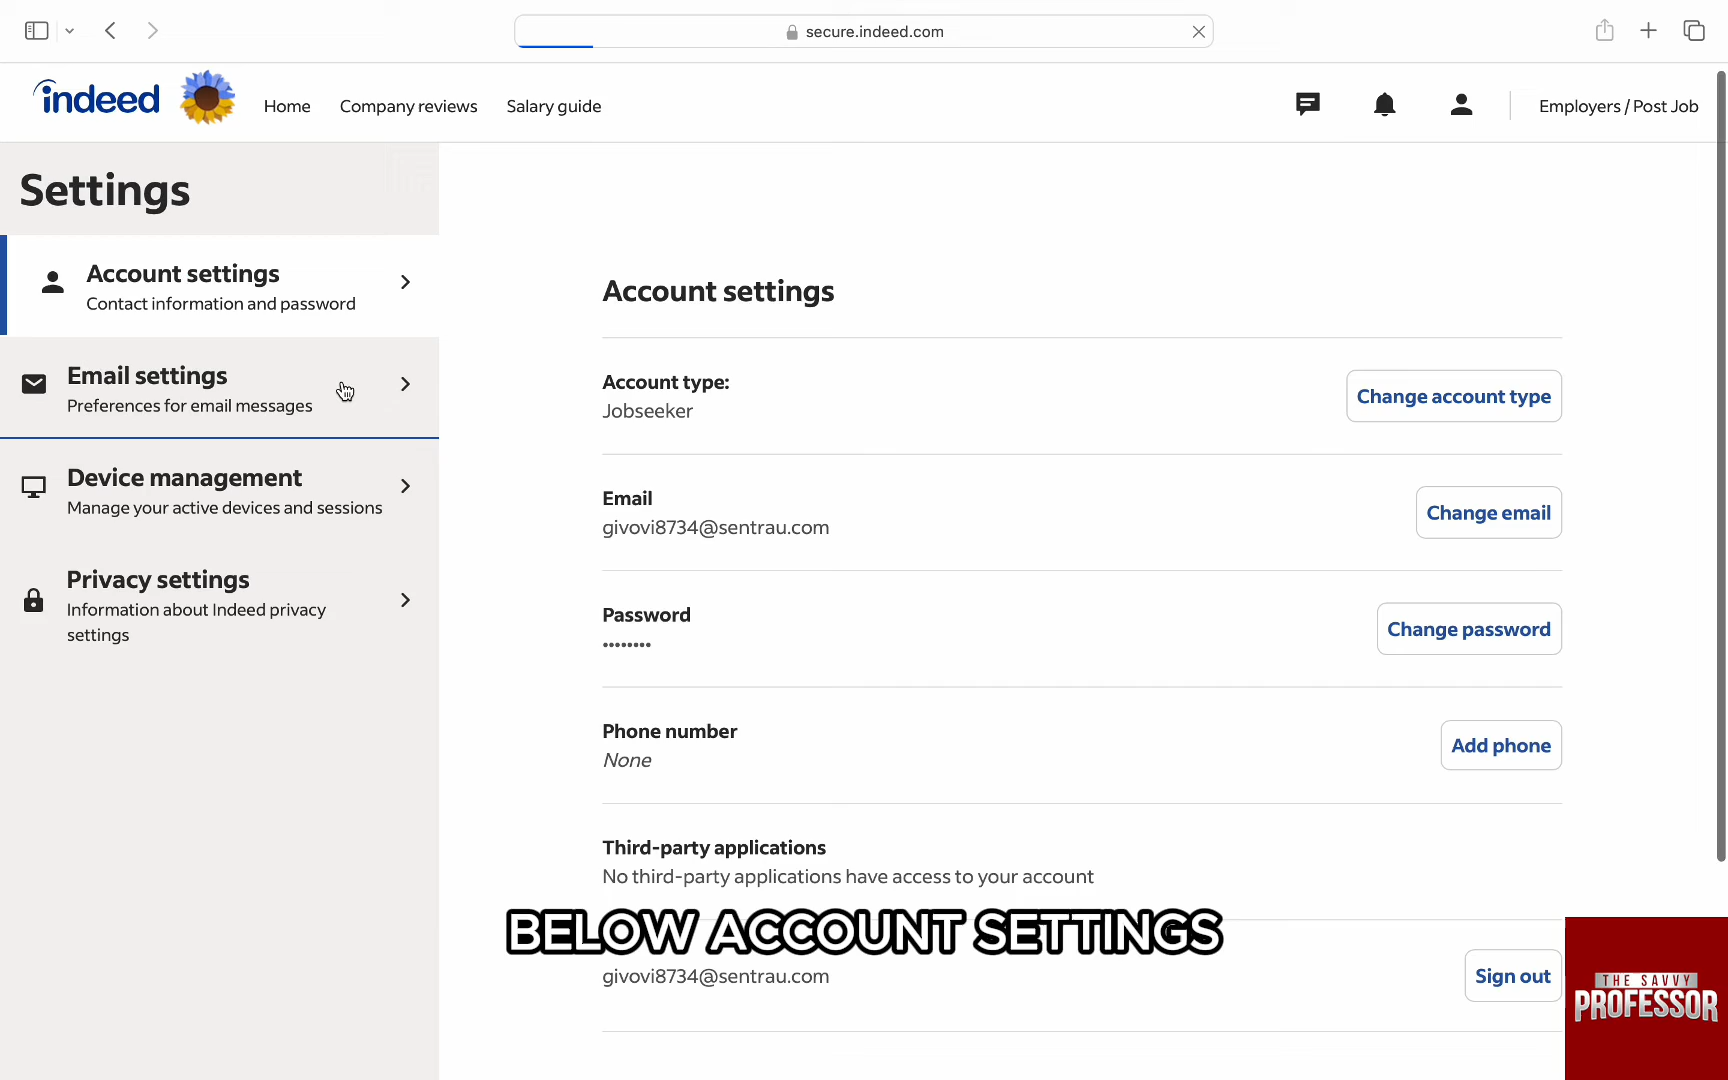 secure.indeed.com
indeed
Home
Company reviews
Salary guide
Employers / Post Job
Settings
Account settings
Contact information and password
Email settings
Preferences for email messages
Device management
Manage your active devices and sessions
Privacy settings
Information about Indeed privacy
settings
Account settings
Account type:
Jobseeker
Change account type
Email
givovi8734@sentrau.com
Change email
Password
••••••••
Change password
Phone number
None
Add phone
Third-party applications
No third-party applications have access to your account
BELOW ACCOUNT SETTINGS
givovi8734@sentrau.com
Sign out
THE SAVVY
PROFESSOR